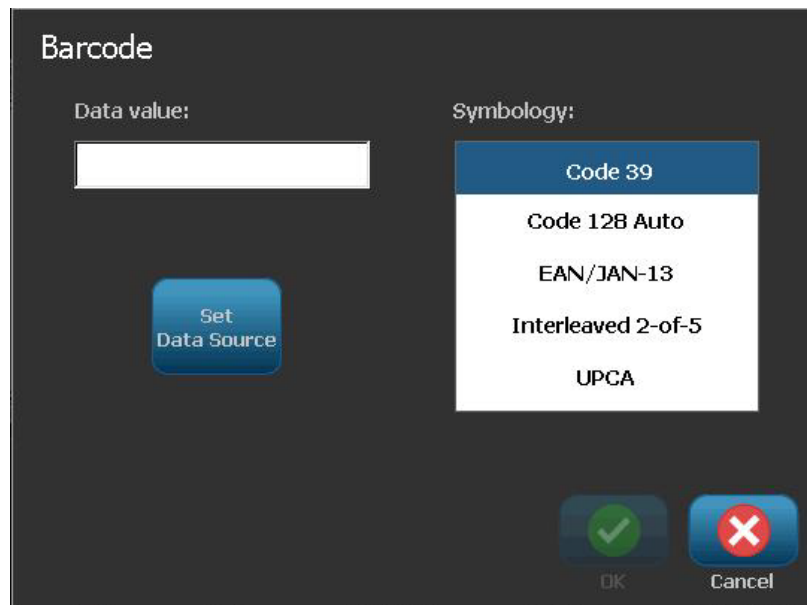 Barcode
Data value:
Symbology:
Code 39
Code 128 Auto
EAN/JAN-13
Interleaved 2-of-5
UPCA
Set
Data Source
OK
Cancel